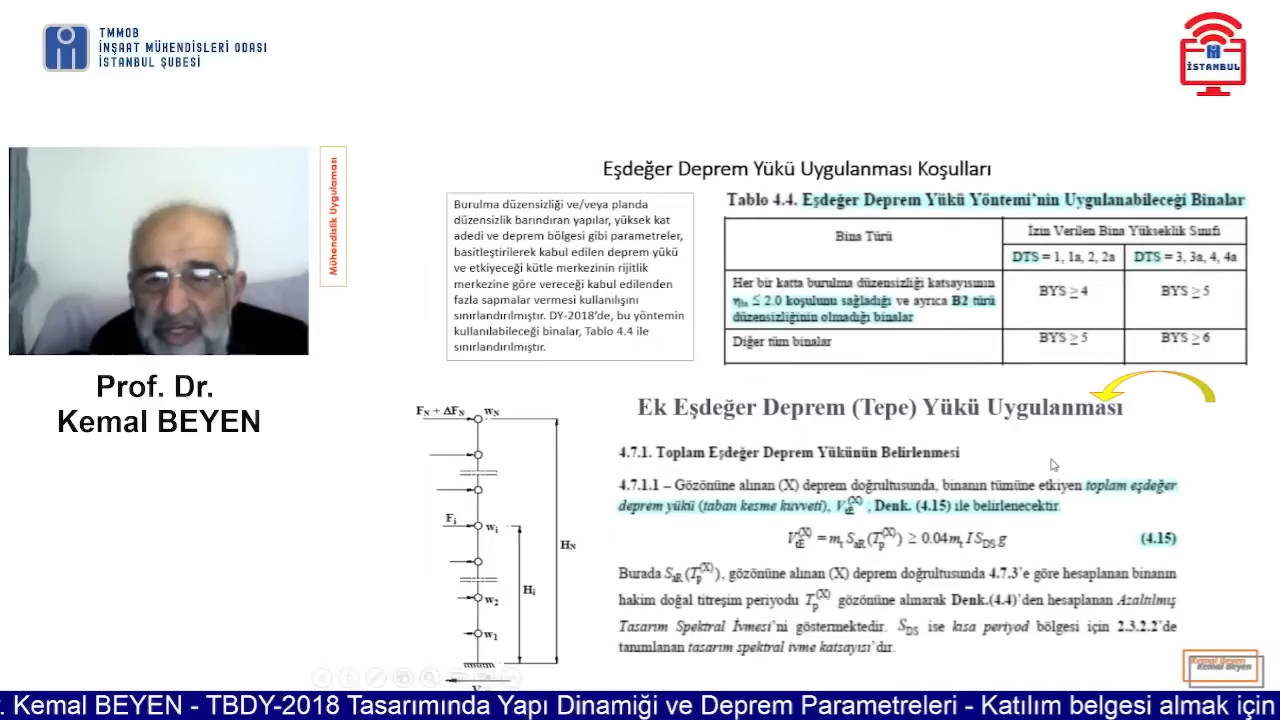 TMMOB
İNŞAAT MÜHENDİSLERİ ODASI
İSTANBUL ŞUBESİ
İSTANBUL
Mühendislik Uygulaması
Prof. Dr.
Kemal BEYEN
Eşdeğer Deprem Yükü Uygulanması Koşulları
Burulma düzensizliği ve/veya planda
düzensizlik barındıran yapılar, yüksek kat
adedi ve deprem bölgesi gibi parametreler,
basitleştirilerek kabul edilen deprem yükü
ve etkiyeceği kütle merkezinin rijitlik
merkezine göre vereceği kabul edilenden
fazla sapmalar vermesi kullanılışını
sınırlandırılmıştır. DY-2018'de, bu yöntemin
kullanılabileceği binalar, Tablo 4.4 ile
sınırlandırılmıştır.
Tablo 4.4. Eşdeğer Deprem Yükü Yöntemi'nin Uygulanabileceği Binalar
Bina Türü
İzin Verilen Bina Yükseklik Sınıfı
DTS = 1, 1a, 2, 2a
DTS = 3, 3a, 4, 4a
Her bir katta burulma düzensizliği katsayısının
ηbi ≤ 2.0 koşulunu sağladığı ve ayrıca B2 türü
düzensizliğinin olmadığı binalar
BYS ≥ 4
BYS ≥ 5
Diğer tüm binalar
BYS ≥ 5
BYS ≥ 6
Ek Eşdeğer Deprem (Tepe) Yükü Uygulanması
4.7.1. Toplam Eşdeğer Deprem Yükünün Belirlenmesi
4.7.1.1 – Gözönüne alınan (X) deprem doğrultusunda, binanın tümüne etkiyen toplam eşdeğer
deprem yükü (taban kesme kuvveti), VtE(X) , Denk. (4.15) ile belirlenecektir.
VtE(X) = mt SaR(Tp(X)) ≥ 0.04 mt I SDS g (4.15)
Burada SaR(Tp(X)), gözönüne alınan (X) deprem doğrultusunda 4.7.3'e göre hesaplanan binanın
hakim doğal titreşim periyodu Tp(X) gözönüne alınarak Denk.(4.4)'den hesaplanan Azaltılmış
Tasarım Spektral İvmesi'ni göstermektedir. SDS ise kısa periyod bölgesi için 2.3.2.2'de
tanımlanan tasarım spektral ivme katsayısı'dır.
FN + ΔFN wN
Fi wi
HN
Hi
w2
w1
Kemal Beyen
Kemal Beyen
. Kemal BEYEN - TBDY-2018 Tasarımında Yapı Dinamiği ve Deprem Parametreleri - Katılım belgesi almak için